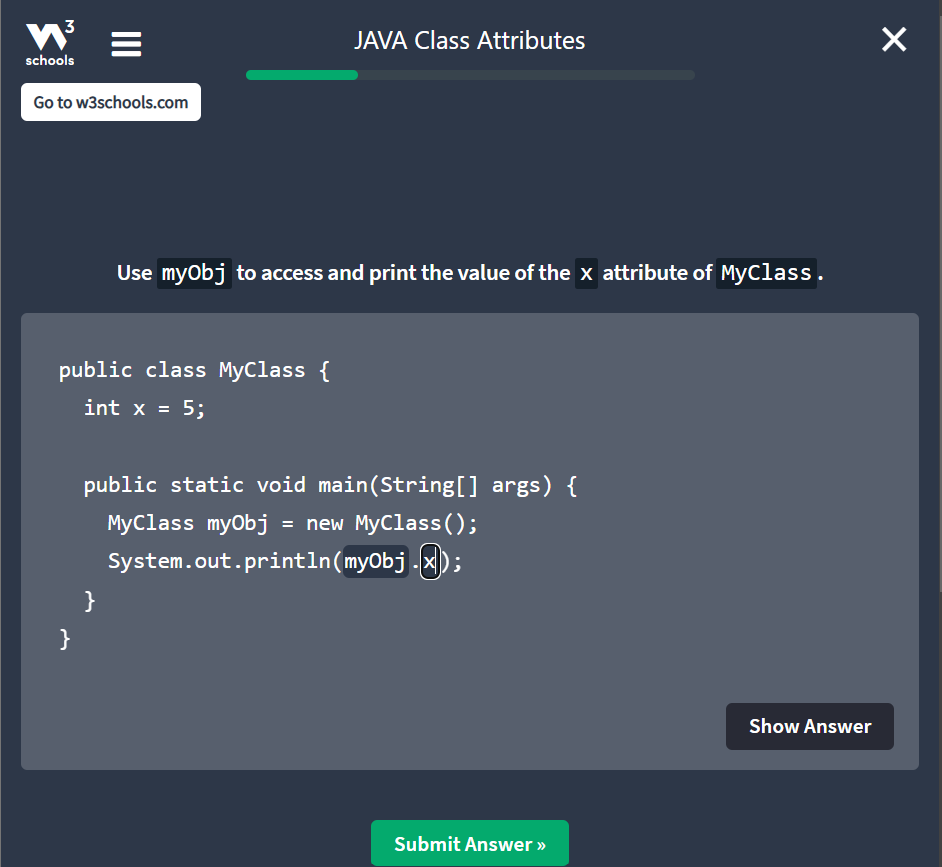 W3
schools
JAVA Class Attributes
Go to w3schools.com
Use myObj to access and print the value of the x attribute of MyClass.
public class MyClass {
  int x = 5;
  public static void main(String[] args) {
    MyClass myObj = new MyClass();
    System.out.println(myObj.x);
  }
}
Show Answer
Submit Answer »